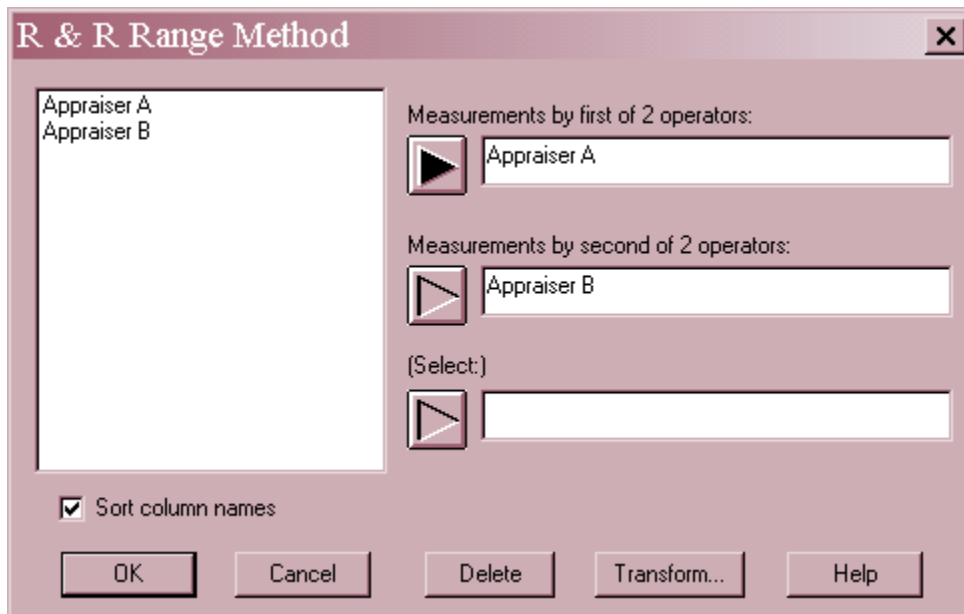 R & R Range Method
Appraiser A
Appraiser B
Measurements by first of 2 operators:
Appraiser A
Measurements by second of 2 operators:
Appraiser B
(Select:)
Sort column names
OK
Cancel
Delete
Transform...
Help